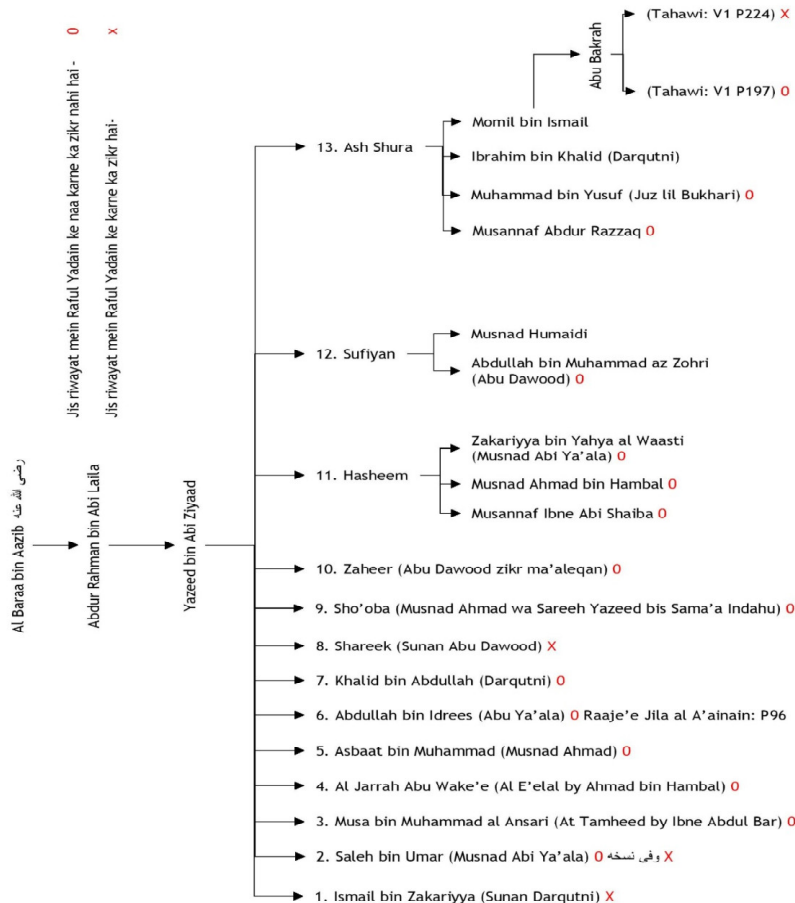 Jis riwayat mein Raful Yadain ke naa karne ka zikr nahi hai - 0
Jis riwayat mein Raful Yadain ke karne ka zikr hai- x
Al Baraa bin Aazib رضى الله عنه
Abdur Rahman bin Abi Laila
Yazeed bin Abi Ziyaad
Abu Bakrah
(Tahawi: V1 P224) X
(Tahawi: V1 P197) 0
13. Ash Shura
Momil bin Ismail
Ibrahim bin Khalid (Darqutni)
Muhammad bin Yusuf (Juz lil Bukhari) 0
Musannaf Abdur Razzaq 0
12. Sufiyan
Musnad Humaidi
Abdullah bin Muhammad az Zohri
(Abu Dawood) 0
11. Hasheem
Zakariyya bin Yahya al Waasti
(Musnad Abi Ya’ala) 0
Musnad Ahmad bin Hambal 0
Musannaf Ibne Abi Shaiba 0
10. Zaheer (Abu Dawood zikr ma’aleqan) 0
9. Sho’oba (Musnad Ahmad wa Sareeh Yazeed bis Sama’a Indahu) 0
8. Shareek (Sunan Abu Dawood) X
7. Khalid bin Abdullah (Darqutni) 0
6. Abdullah bin Idrees (Abu Ya’ala) 0 Raaje’e Jila al A’ainain: P96
5. Asbaat bin Muhammad (Musnad Ahmad) 0
4. Al Jarrah Abu Wake’e (Al E’elal by Ahmad bin Hambal) 0
3. Musa bin Muhammad al Ansari (At Tamheed by Ibne Abdul Bar) 0
2. Saleh bin Umar (Musnad Abi Ya’ala) 0 وفى نسخه X
1. Ismail bin Zakariyya (Sunan Darqutni) X